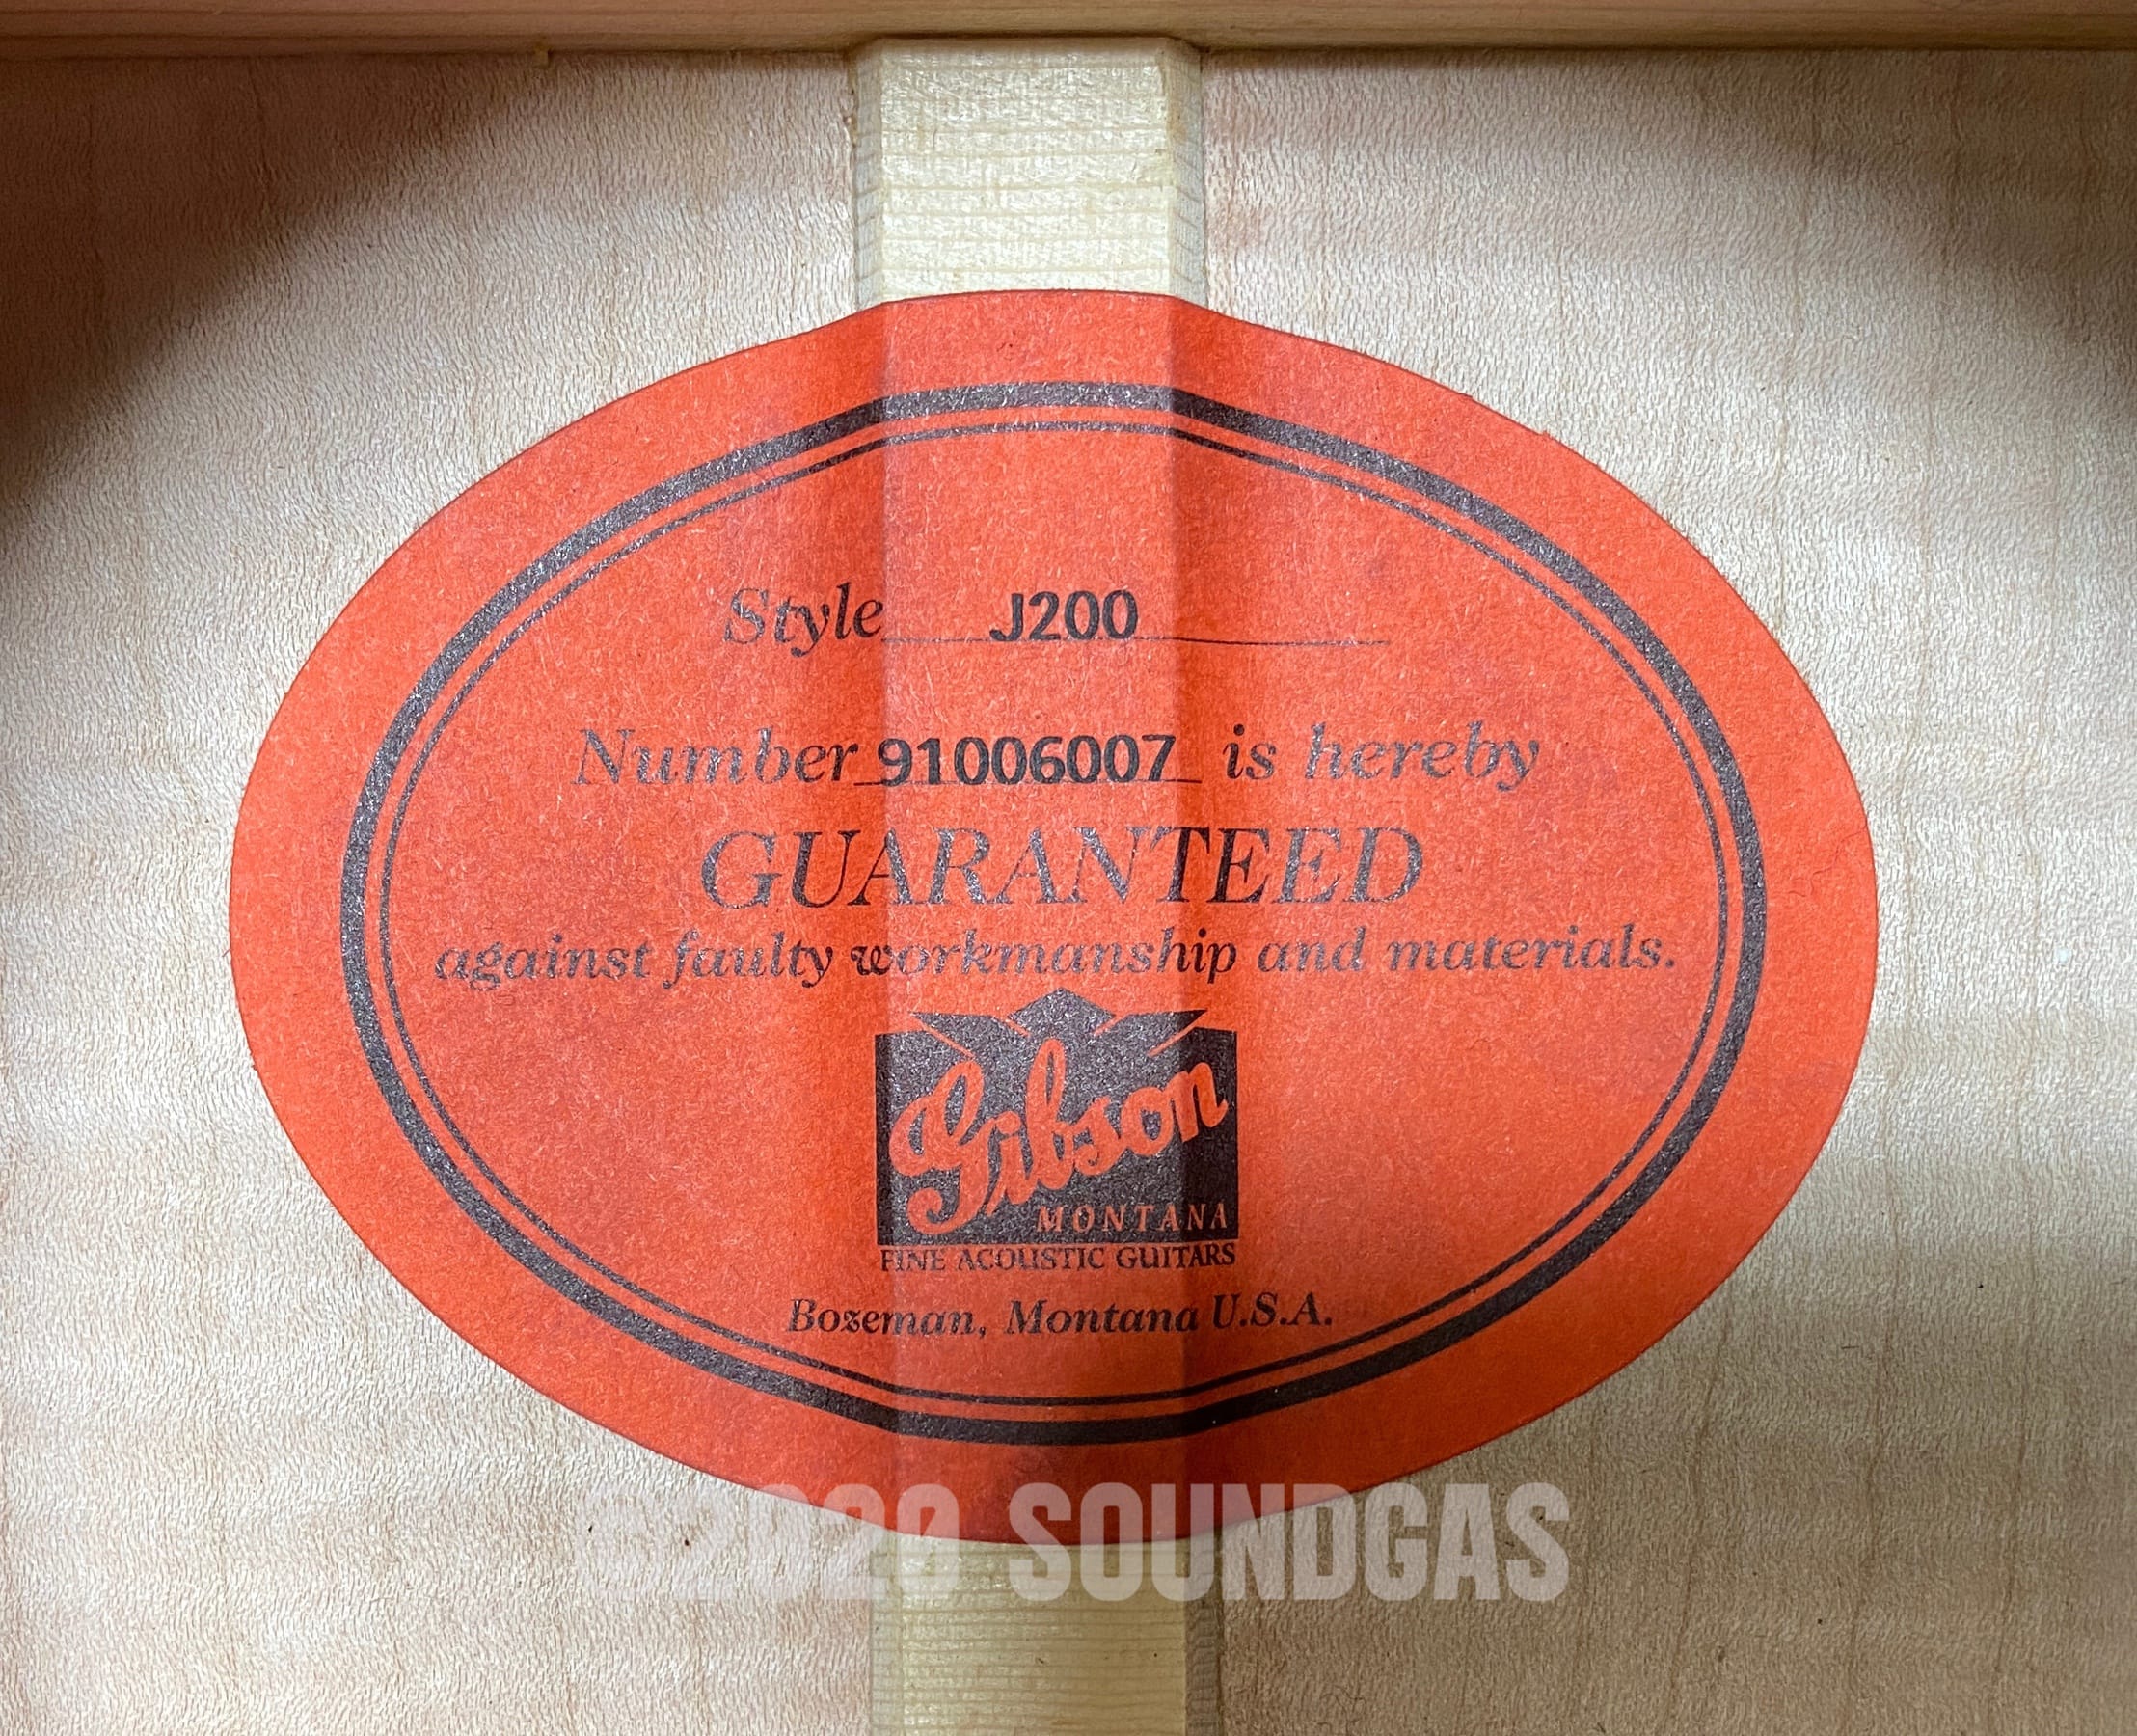 Style J200
Number 91006007 is hereby
GUARANTEED
against faulty workmanship and materials.
Gibson
MONTANA
FINE ACOUSTIC GUITARS
Bozeman, Montana U.S.A.
©2020 SOUNDGAS